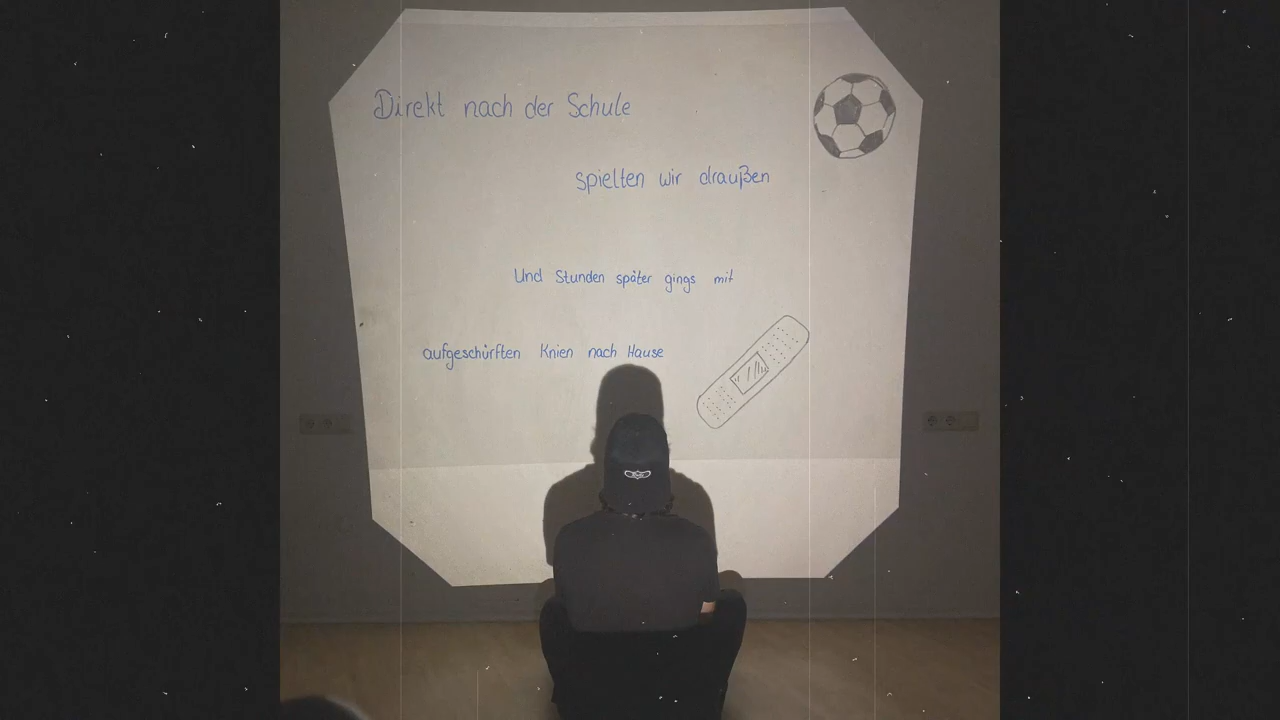 Direkt nach der Schule
spielten wir draußen
Und Stunden später gings mit
aufgeschürften Knien nach Hause